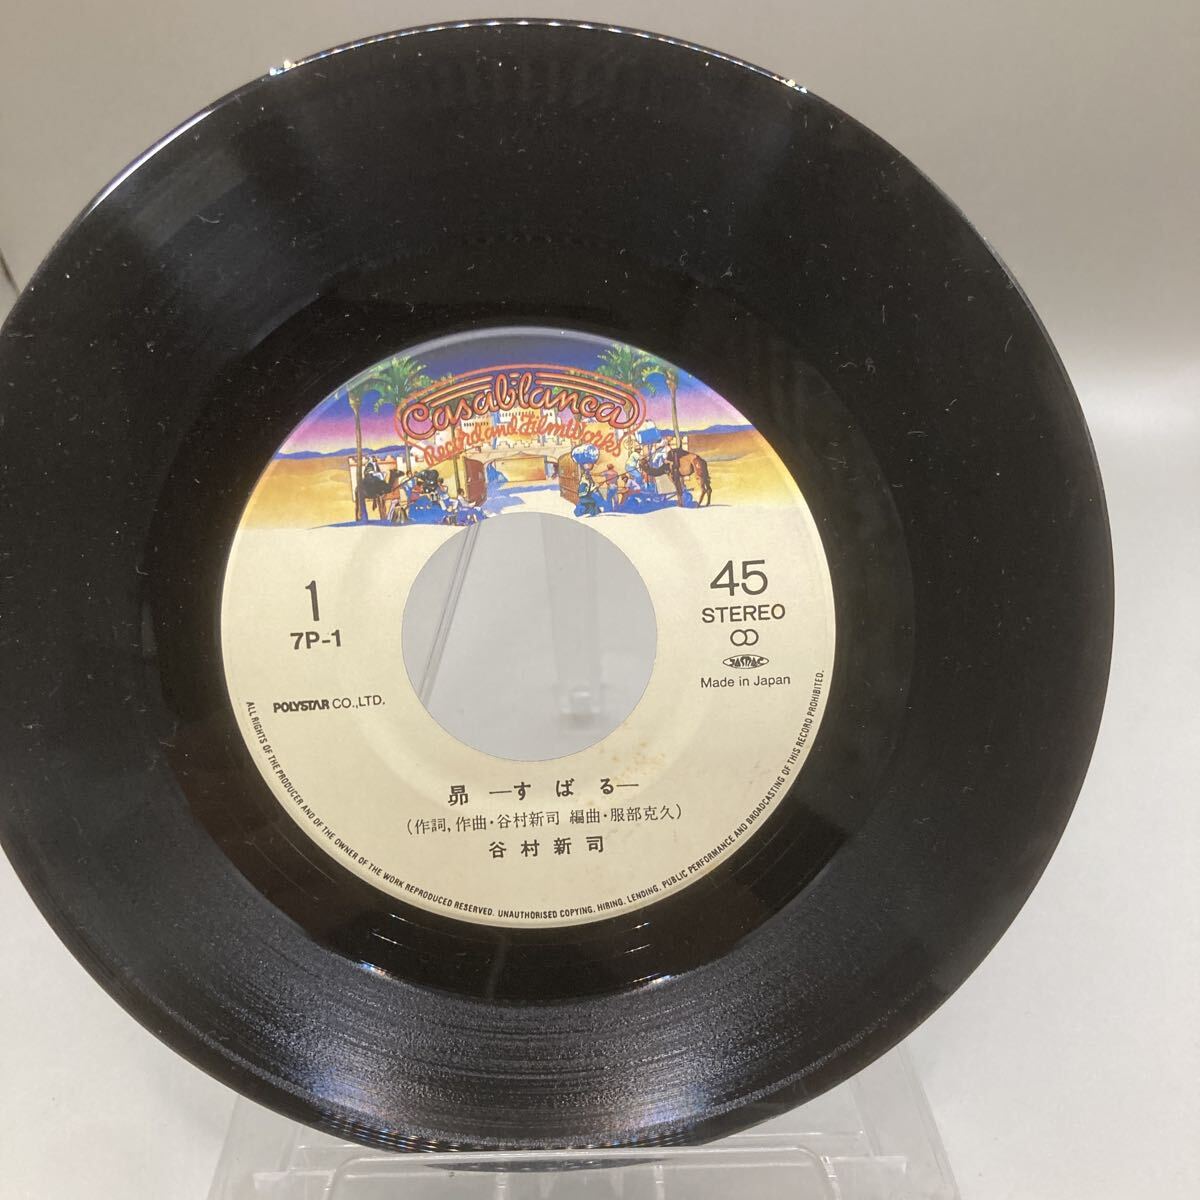 Casablanca
Record and FilmWorks
1
7P-1
45
STEREO
JASRAC
Made in Japan
POLYSTAR CO.,LTD.
昴 ―すばる―
(作詞,作曲・谷村新司 編曲・服部克久)
谷村新司
ALL RIGHTS OF THE PRODUCER AND OF THE OWNER OF THE WORK REPRODUCED RESERVED. UNAUTHORISED COPYING, HIRING, LENDING, PUBLIC PERFORMANCE AND BROADCASTING OF THIS RECORD PROHIBITED.